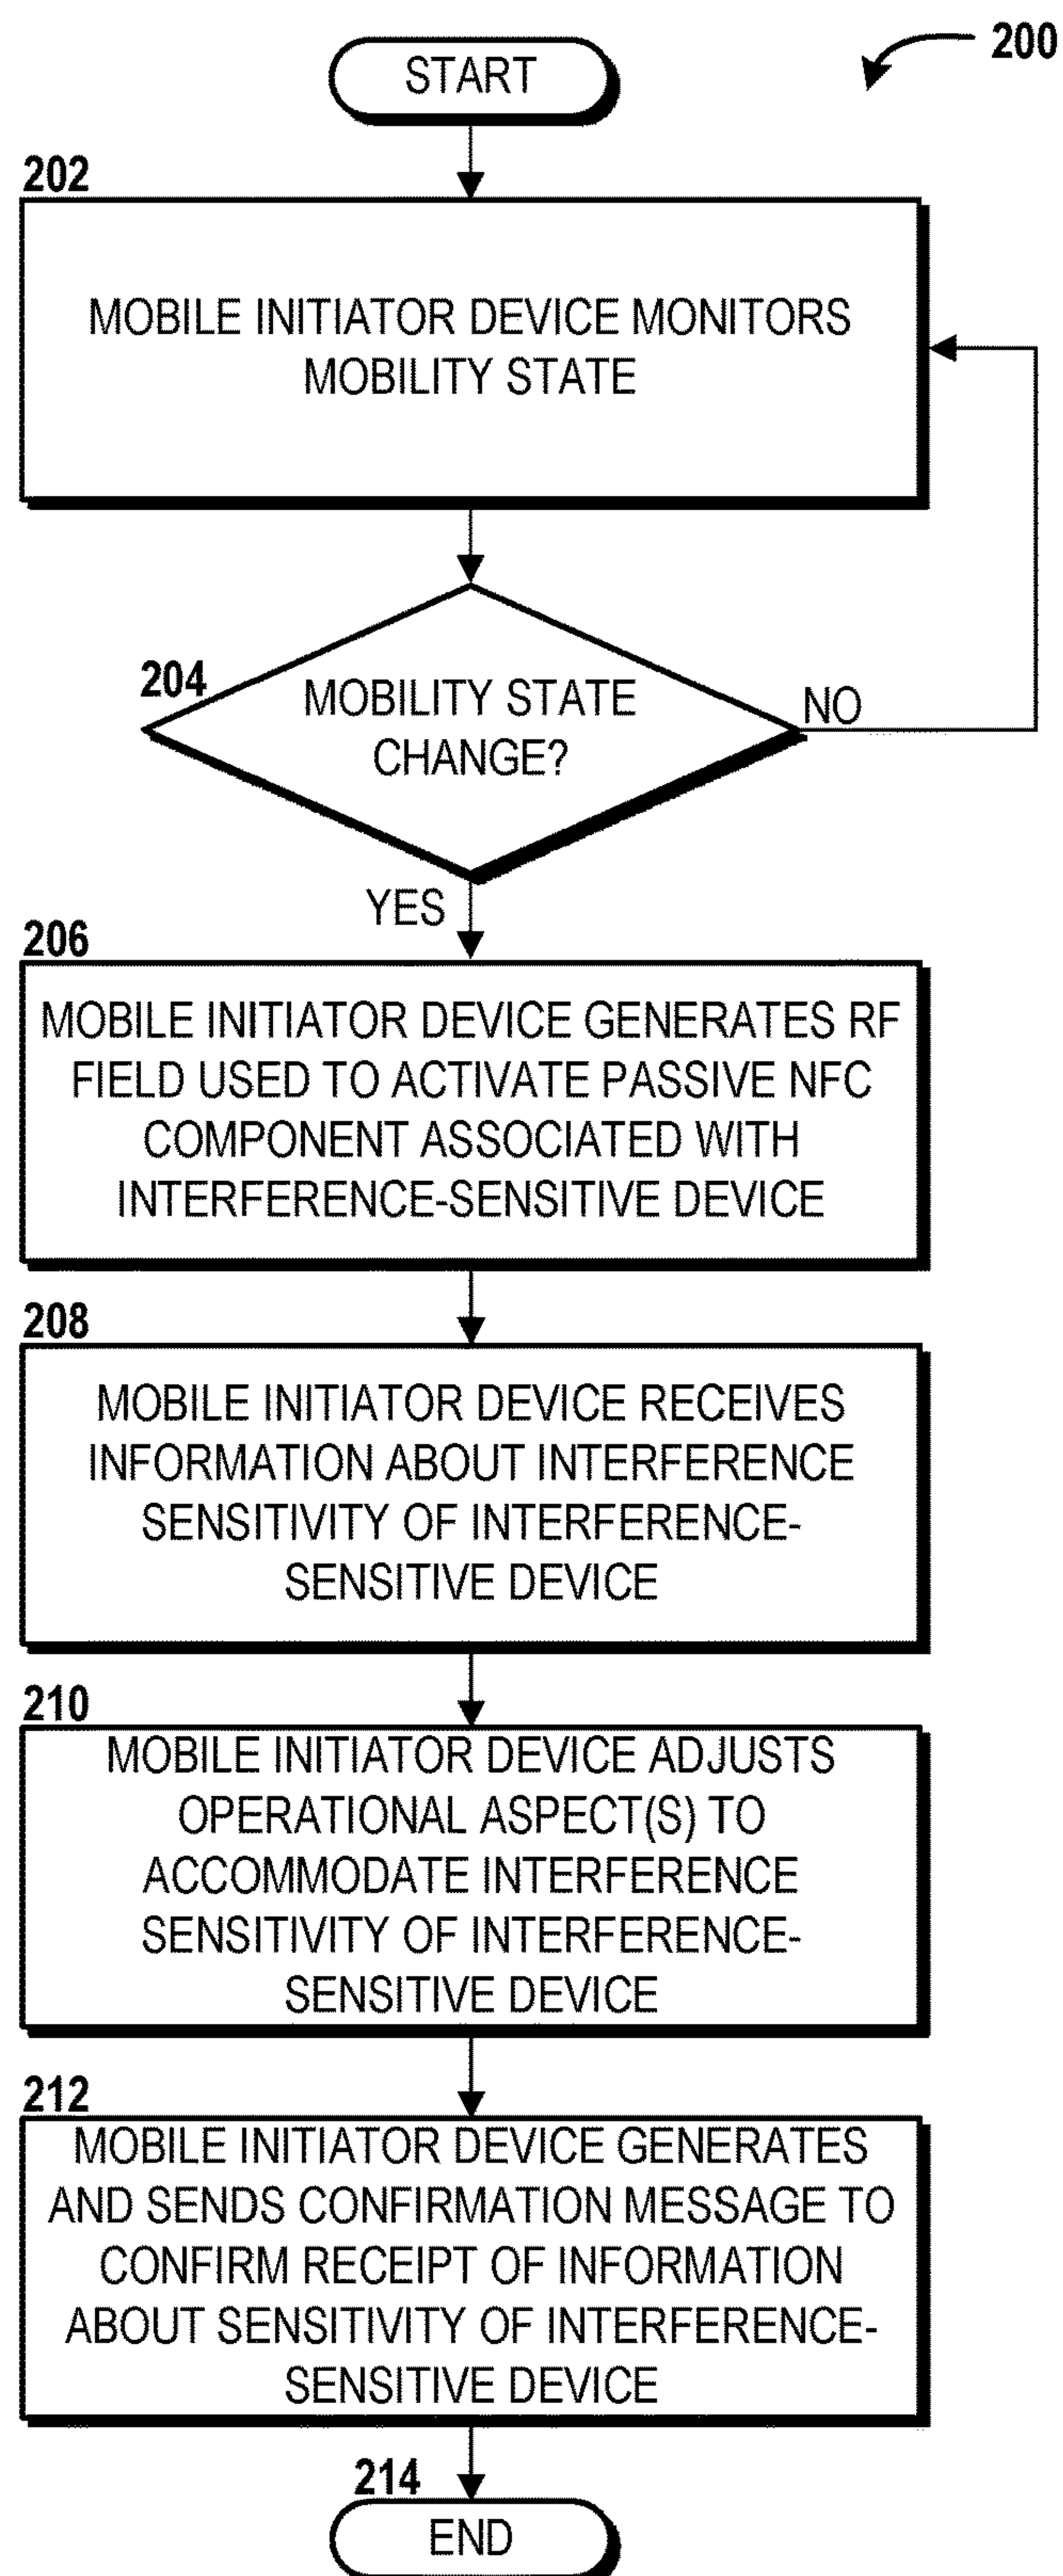 200
START
202
MOBILE INITIATOR DEVICE MONITORS
MOBILITY STATE
204
MOBILITY STATE
CHANGE?
NO
YES
206
MOBILE INITIATOR DEVICE GENERATES RF
FIELD USED TO ACTIVATE PASSIVE NFC
COMPONENT ASSOCIATED WITH
INTERFERENCE-SENSITIVE DEVICE
208
MOBILE INITIATOR DEVICE RECEIVES
INFORMATION ABOUT INTERFERENCE
SENSITIVITY OF INTERFERENCE-
SENSITIVE DEVICE
210
MOBILE INITIATOR DEVICE ADJUSTS
OPERATIONAL ASPECT(S) TO
ACCOMMODATE INTERFERENCE
SENSITIVITY OF INTERFERENCE-
SENSITIVE DEVICE
212
MOBILE INITIATOR DEVICE GENERATES
AND SENDS CONFIRMATION MESSAGE TO
CONFIRM RECEIPT OF INFORMATION
ABOUT SENSITIVITY OF INTERFERENCE-
SENSITIVE DEVICE
214
END